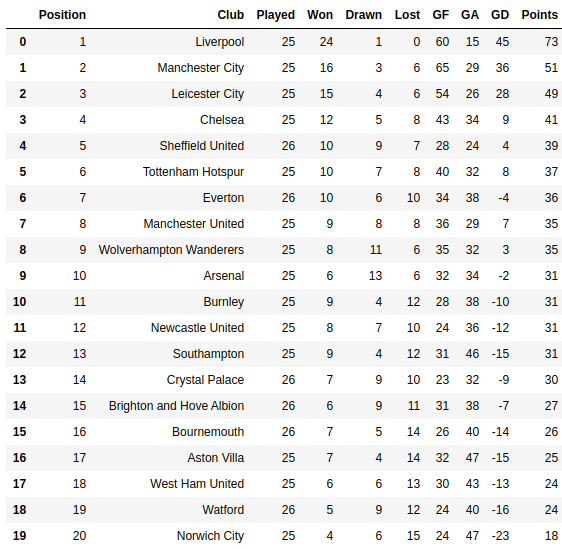 Position Club Played Won Drawn Lost GF GA GD Points
0 1 Liverpool 25 24 1 0 60 15 45 73
1 2 Manchester City 25 16 3 6 65 29 36 51
2 3 Leicester City 25 15 4 6 54 26 28 49
3 4 Chelsea 25 12 5 8 43 34 9 41
4 5 Sheffield United 26 10 9 7 28 24 4 39
5 6 Tottenham Hotspur 25 10 7 8 40 32 8 37
6 7 Everton 26 10 6 10 34 38 -4 36
7 8 Manchester United 25 9 8 8 36 29 7 35
8 9 Wolverhampton Wanderers 25 8 11 6 35 32 3 35
9 10 Arsenal 25 6 13 6 32 34 -2 31
10 11 Burnley 25 9 4 12 28 38 -10 31
11 12 Newcastle United 25 8 7 10 24 36 -12 31
12 13 Southampton 25 9 4 12 31 46 -15 31
13 14 Crystal Palace 26 7 9 10 23 32 -9 30
14 15 Brighton and Hove Albion 26 6 9 11 31 38 -7 27
15 16 Bournemouth 26 7 5 14 26 40 -14 26
16 17 Aston Villa 25 7 4 14 32 47 -15 25
17 18 West Ham United 25 6 6 13 30 43 -13 24
18 19 Watford 26 5 9 12 24 40 -16 24
19 20 Norwich City 25 4 6 15 24 47 -23 18